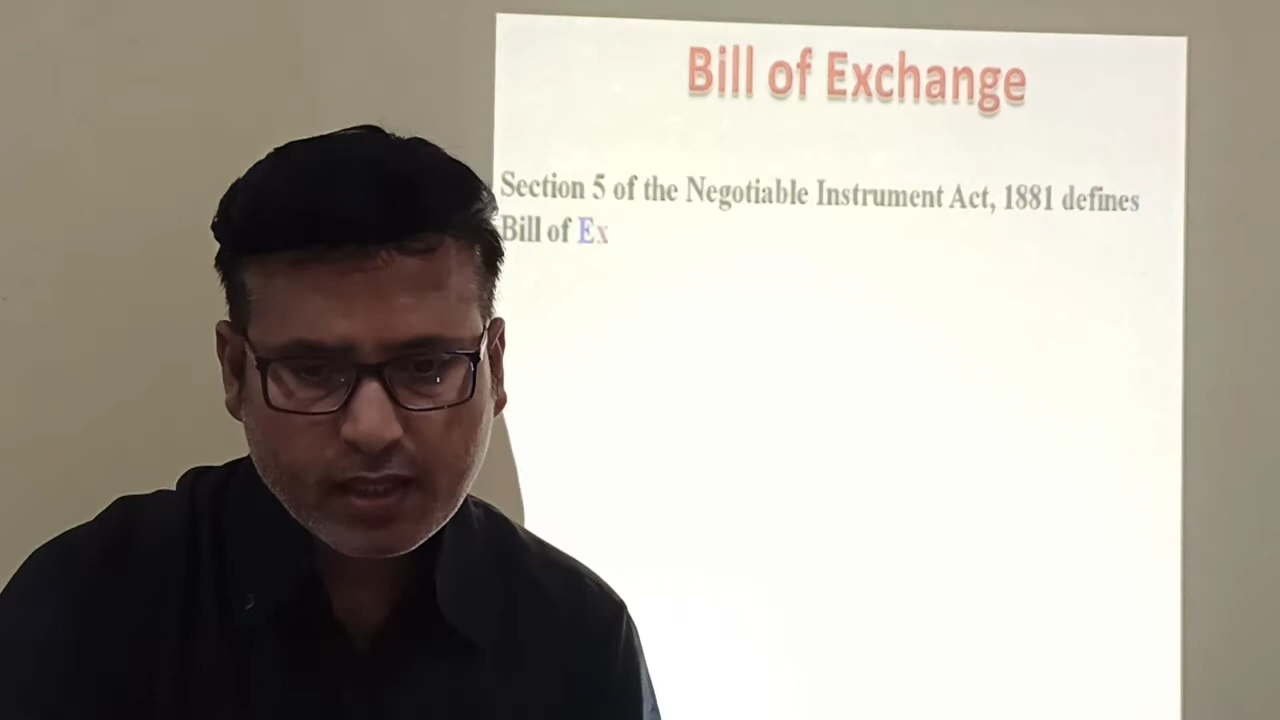 Bill of Exchange
Section 5 of the Negotiable Instrument Act, 1881 defines
Bill of Ex